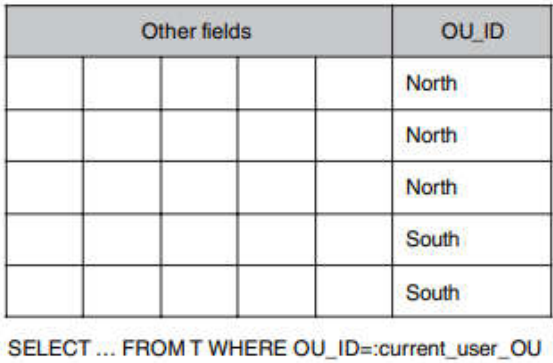 Other fields OU_ID
North
North
North
South
South
SELECT ... FROM T WHERE OU_ID=:current_user_OU